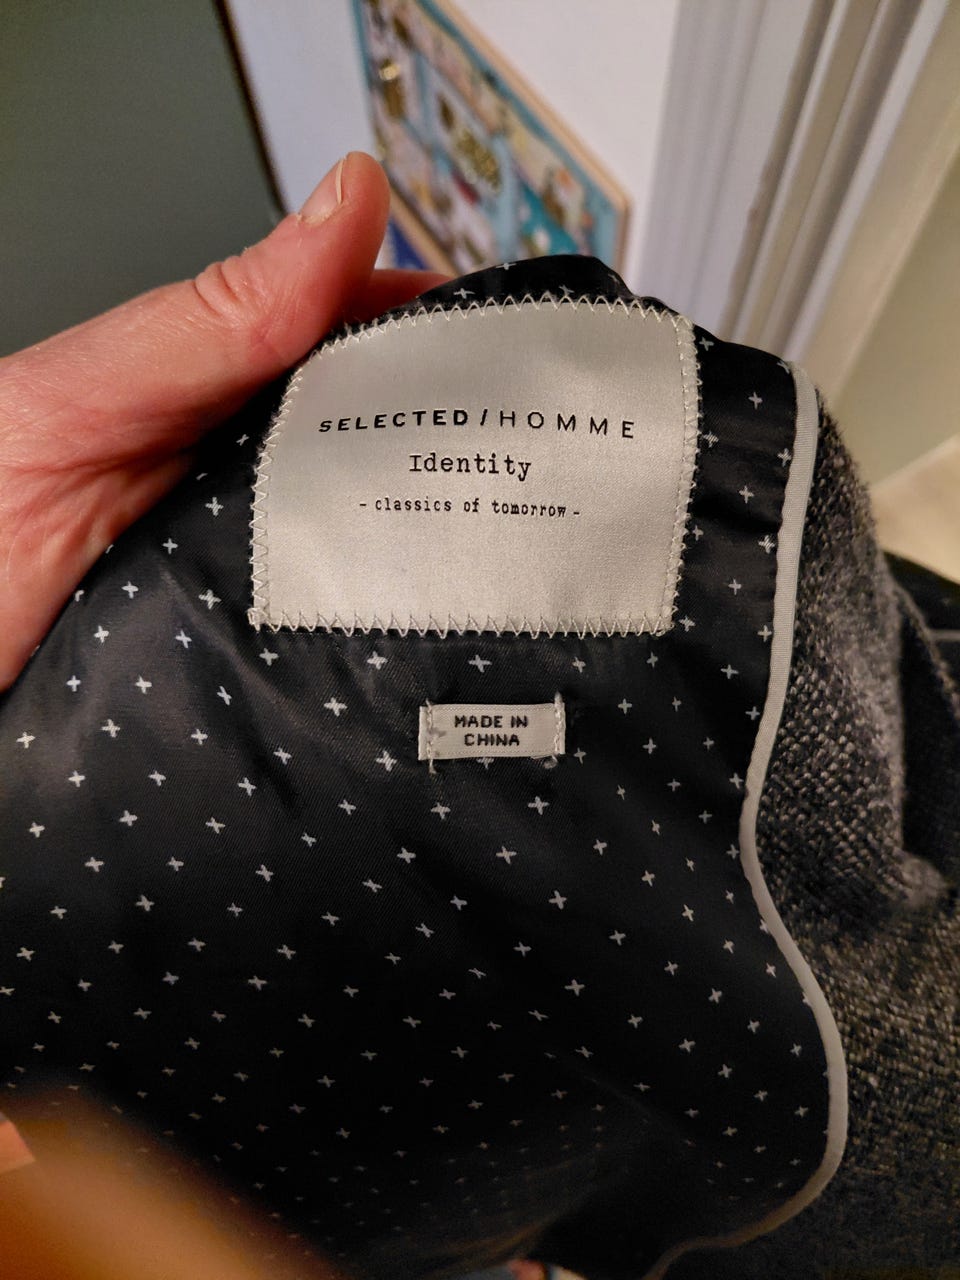 SELECTED/HOMME
Identity
- classics of tomorrow -
MADE IN
CHINA